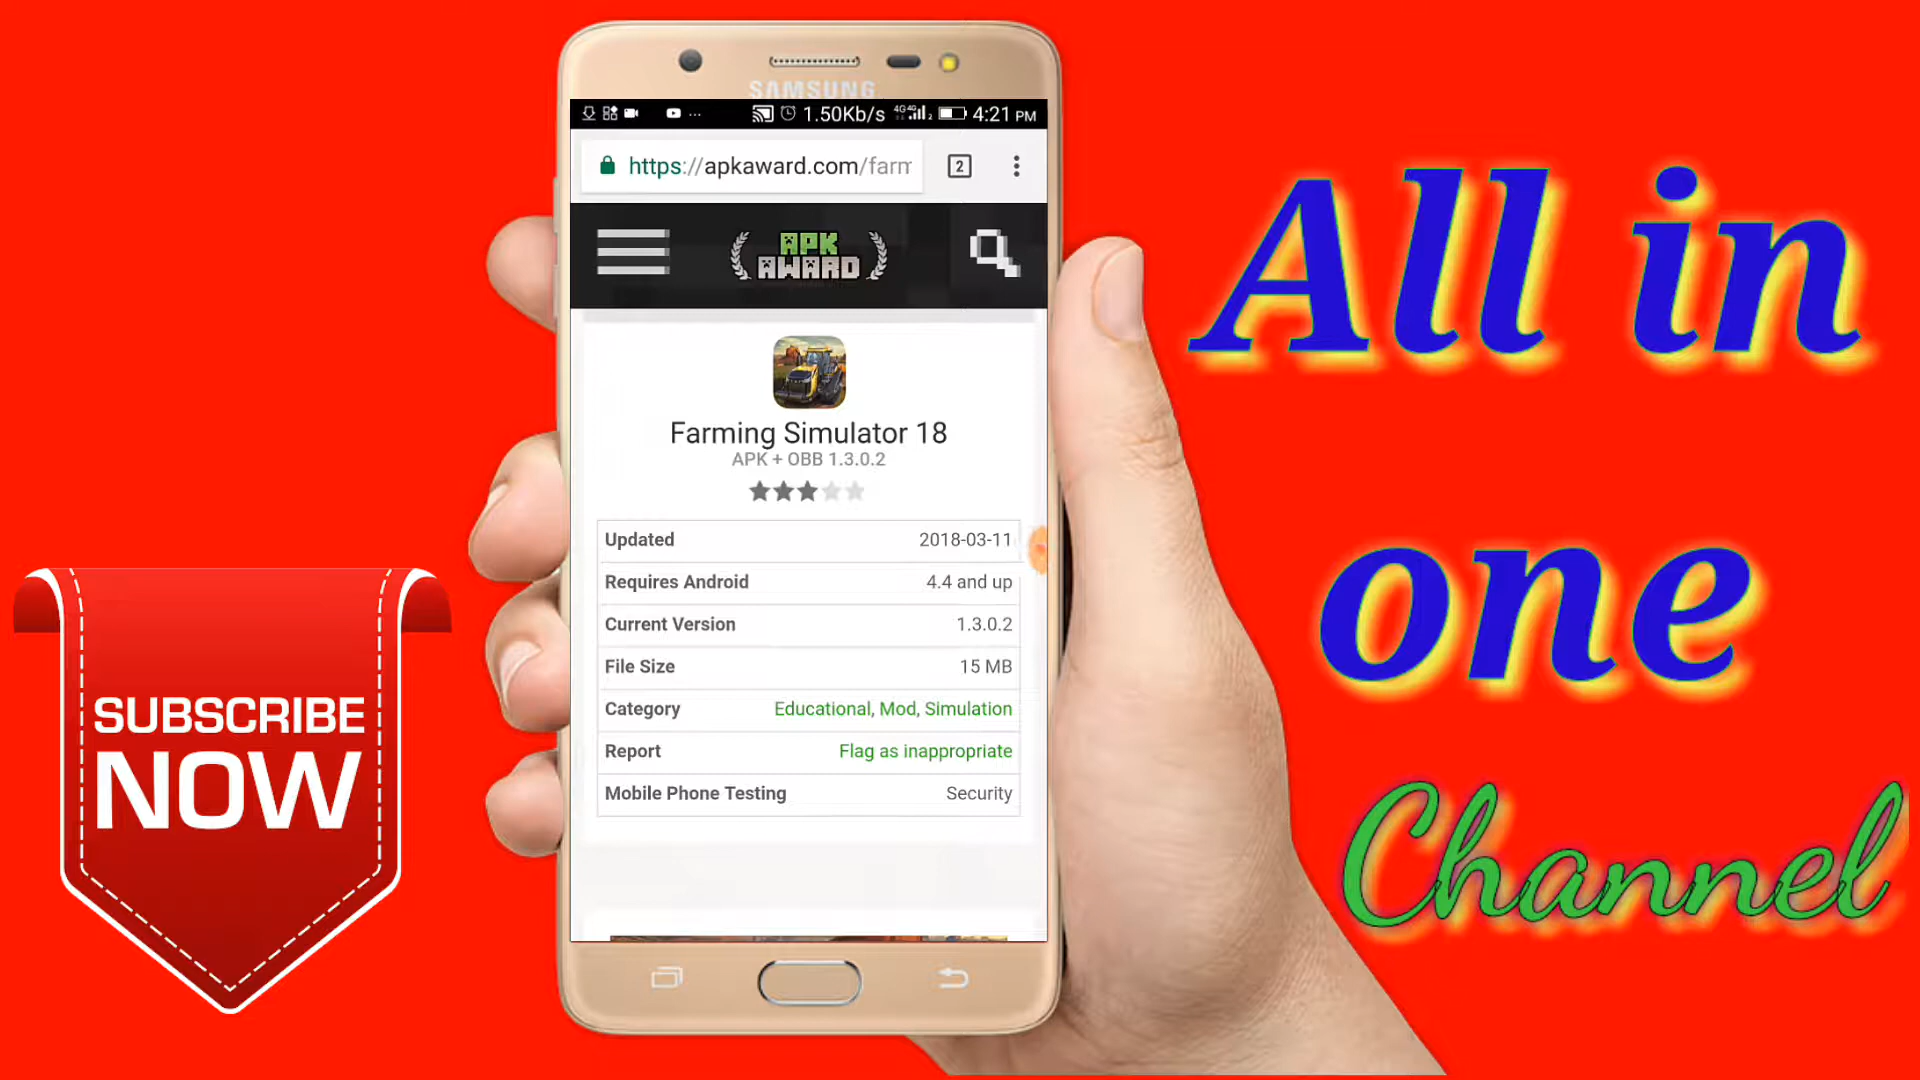 SAMSUNG
1.50Kb/s 4G 4G 2 4:21 PM
https://apkaward.com/farm 2
APK
AWARD
Farming Simulator 18
APK + OBB 1.3.0.2
Updated 2018-03-11
Requires Android 4.4 and up
Current Version 1.3.0.2
File Size 15 MB
Category Educational, Mod, Simulation
Report Flag as inappropriate
Mobile Phone Testing Security
SUBSCRIBE
NOW
All in
one
Channel